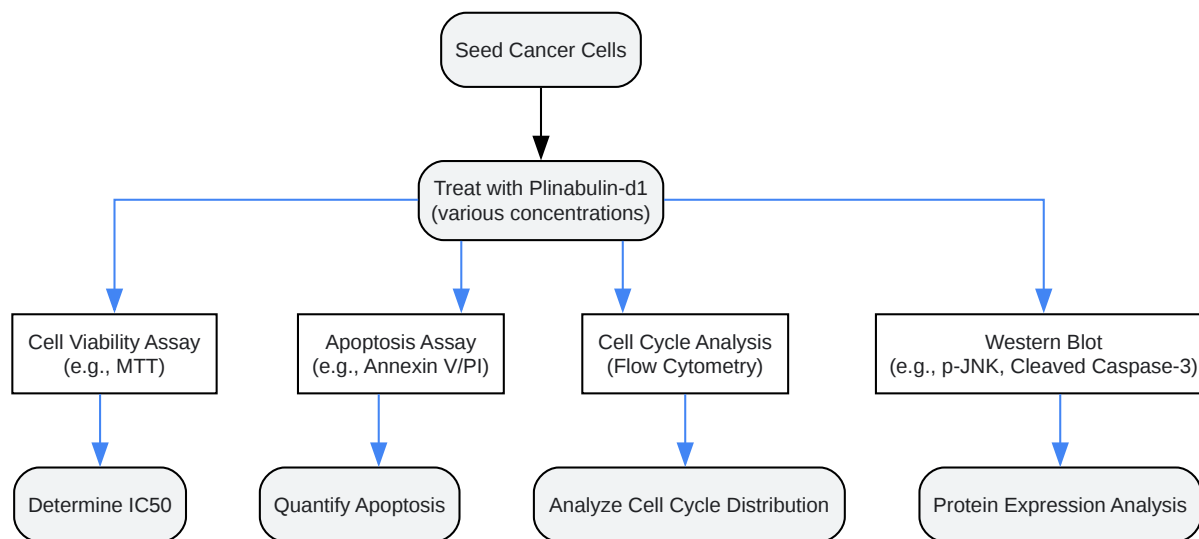 Seed Cancer Cells
Treat with Plinabulin-d1
(various concentrations)
Cell Viability Assay
(e.g., MTT)
Apoptosis Assay
(e.g., Annexin V/PI)
Cell Cycle Analysis
(Flow Cytometry)
Western Blot
(e.g., p-JNK, Cleaved Caspase-3)
Determine IC50
Quantify Apoptosis
Analyze Cell Cycle Distribution
Protein Expression Analysis